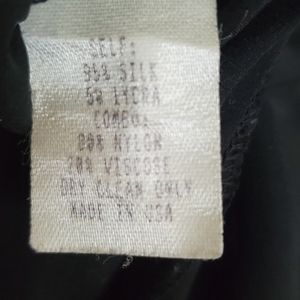 SELF:
95% SILK
5% LYCRA
COMBO:
80% NYLON
20% VISCOSE
DRY CLEAN ONLY
MADE IN USA